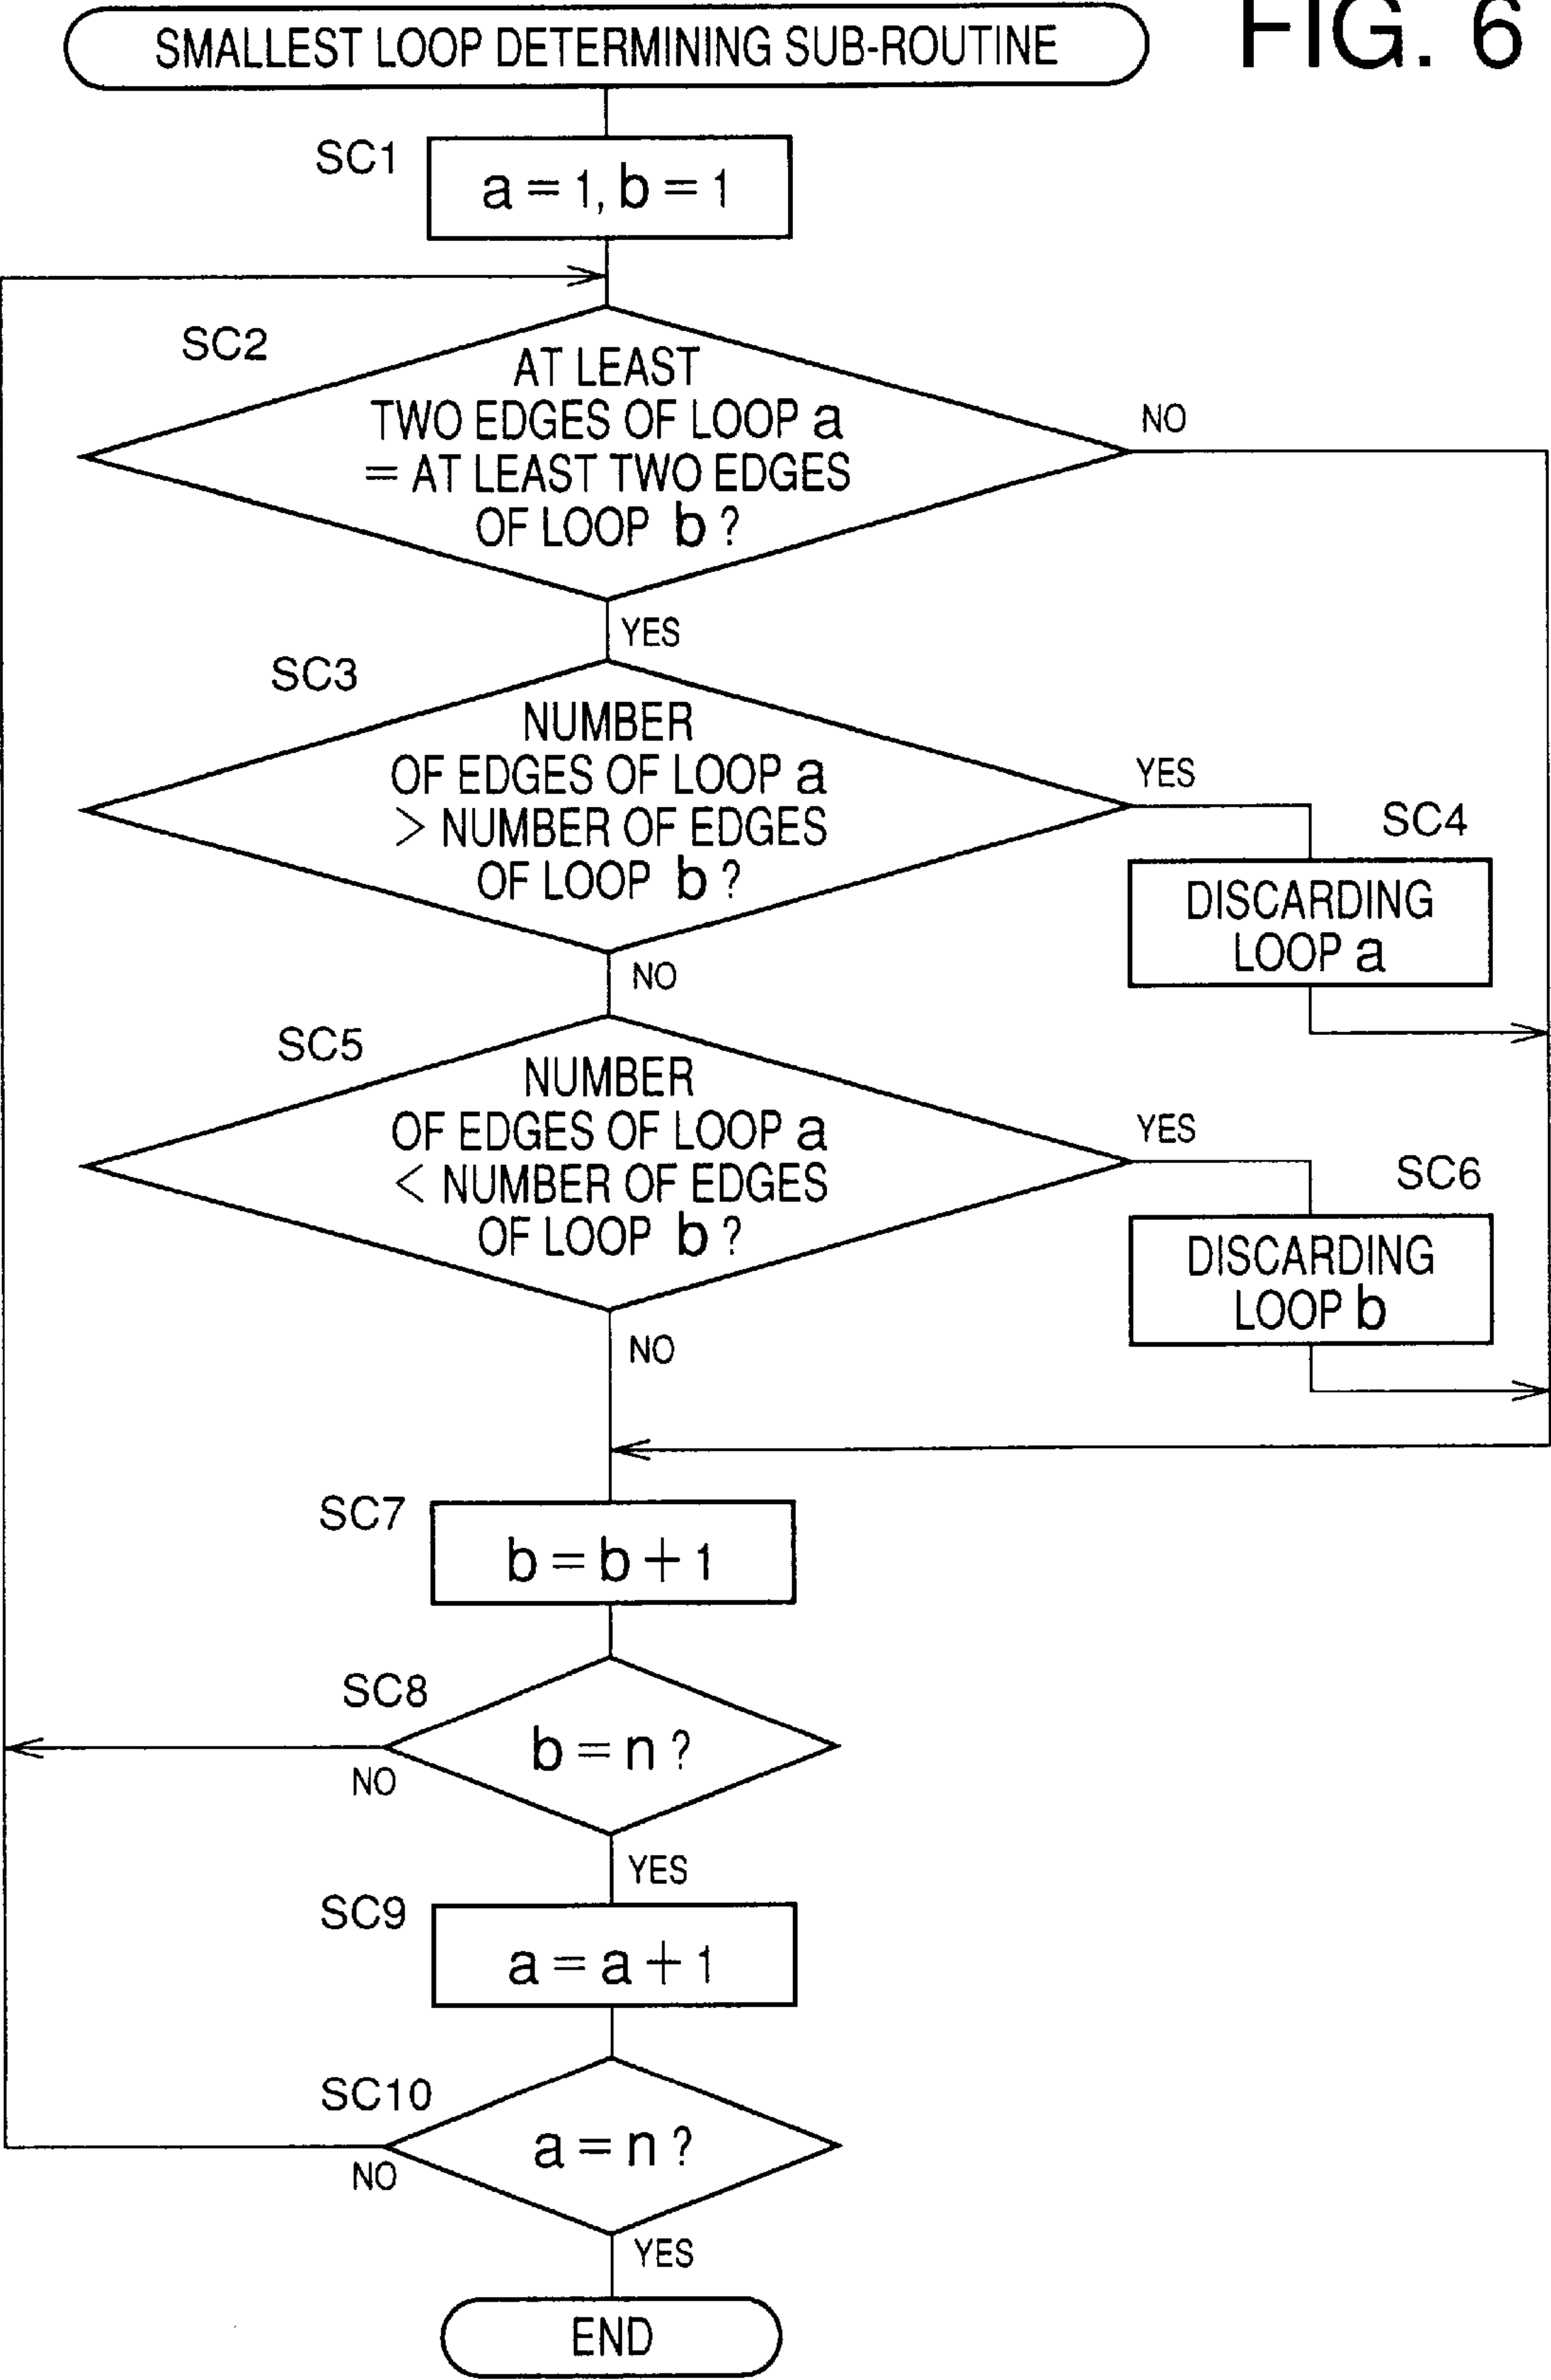 FIG. 6
SMALLEST LOOP DETERMINING SUB-ROUTINE
SC1
a = 1, b = 1
SC2
AT LEAST
TWO EDGES OF LOOP a
= AT LEAST TWO EDGES
OF LOOP b ?
NO
YES
SC3
NUMBER
OF EDGES OF LOOP a
> NUMBER OF EDGES
OF LOOP b ?
YES
SC4
DISCARDING
LOOP a
NO
SC5
NUMBER
OF EDGES OF LOOP a
< NUMBER OF EDGES
OF LOOP b ?
YES
SC6
DISCARDING
LOOP b
NO
SC7
b = b + 1
SC8
b = n ?
NO
YES
SC9
a = a + 1
SC10
a = n ?
NO
YES
END